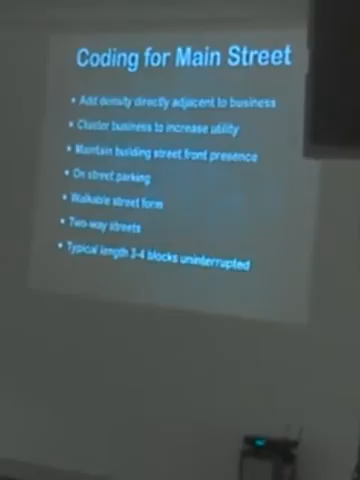 Coding for Main Street
• Add density directly adjacent to business
• Cluster business to increase utility
• Maintain building street front presence
• On street parking
• Walkable street form
• Two-way streets
• Typical length 3-4 blocks uninterrupted